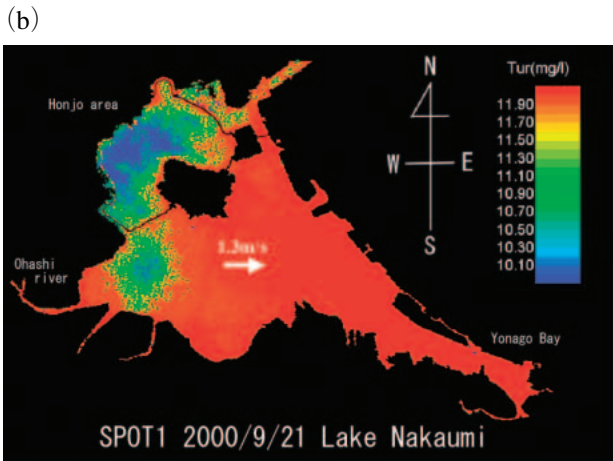 (b)
Tur(mg/l)
N
Honjo area
11.90
11.70
11.50
11.30
11.10
10.90
10.70
10.50
10.30
10.10
W
E
S
1.3m/s
Ohashi
river
Yonago Bay
SPOT1 2000/9/21 Lake Nakaumi